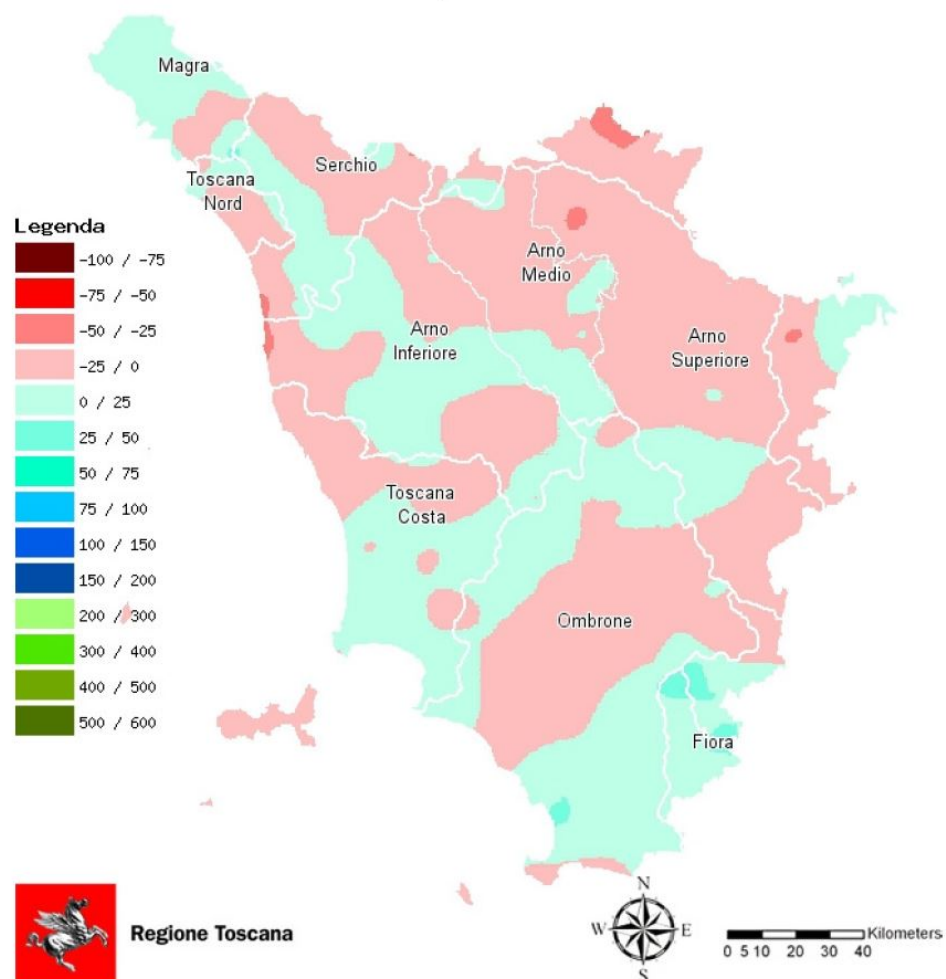 Magra
Serchio
Toscana
Nord
Legenda
-100 / -75
-75 / -50
-50 / -25
-25 / 0
0 / 25
25 / 50
50 / 75
75 / 100
100 / 150
150 / 200
200 / 300
300 / 400
400 / 500
500 / 600
Arno
Medio
Arno
Inferiore
Arno
Superiore
Toscana
Costa
Ombrone
Fiora
Regione Toscana
N
W E
S
Kilometers
0 5 10 20 30 40